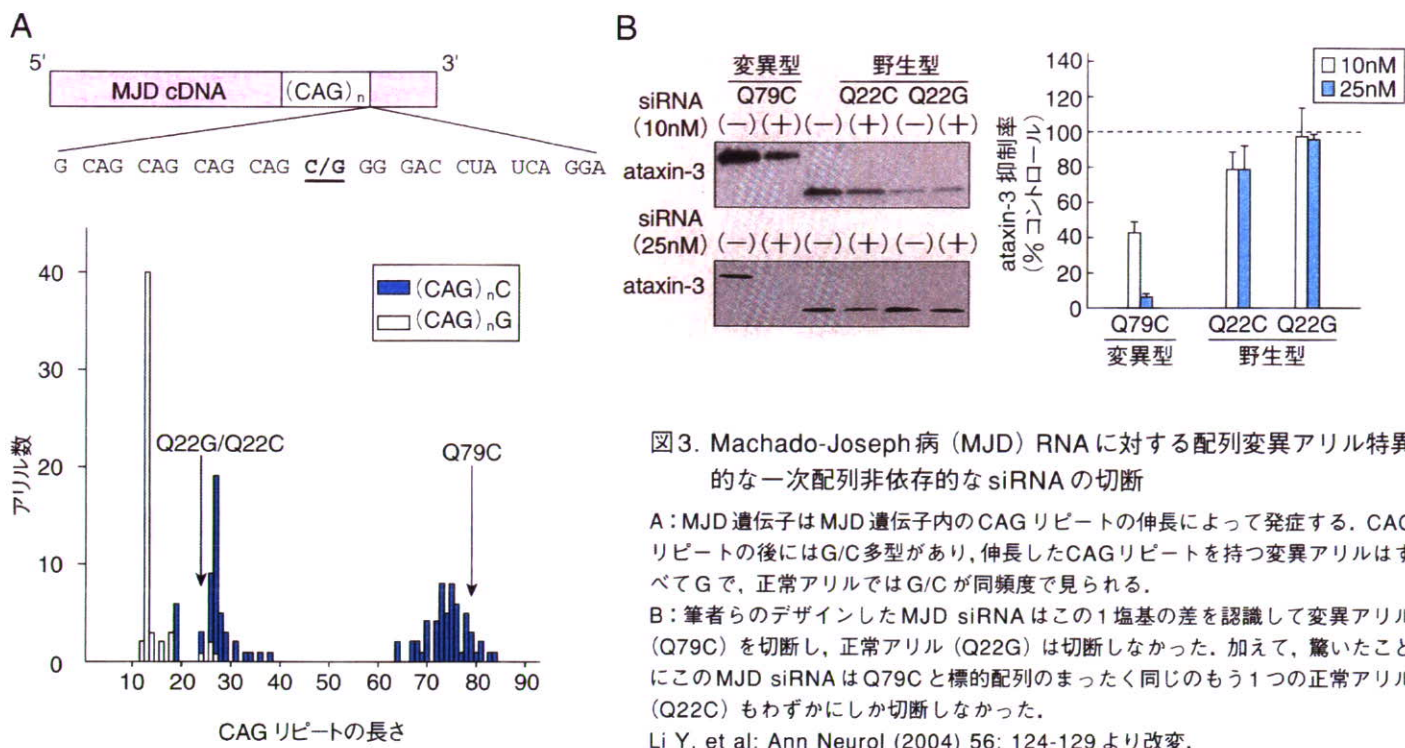 A
5' 3'
MJD cDNA (CAG)n
G CAG CAG CAG CAG C/G GG GAC CUA UCA GGA
40
30
20
10
0
アリル数
(CAG)nC
(CAG)nG
Q22G/Q22C
Q79C
10 20 30 40 50 60 70 80 90
CAG リピートの長さ
B
変異型 野生型
siRNA Q79C Q22C Q22G
(10nM) (−)(+)(−)(+)(−)(+)
ataxin-3
siRNA
(25nM) (−)(+)(−)(+)(−)(+)
ataxin-3
10nM
25nM
ataxin-3 抑制率
(% コントロール)
140
120
100
80
60
40
20
0
Q79C Q22C Q22G
変異型 野生型
図3. Machado-Joseph病 (MJD) RNAに対する配列変異アリル特異
的な一次配列非依存的なsiRNAの切断
A:MJD遺伝子はMJD遺伝子内のCAGリピートの伸長によって発症する. CAG
リピートの後にはG/C多型があり,伸長したCAGリピートを持つ変異アリルはす
べてGで, 正常アリルではG/Cが同頻度で見られる.
B:筆者らのデザインしたMJD siRNAはこの1塩基の差を認識して変異アリル
(Q79C) を切断し, 正常アリル (Q22G) は切断しなかった. 加えて, 驚いたこと
にこのMJD siRNAはQ79Cと標的配列のまったく同じのもう1つの正常アリル
(Q22C) もわずかにしか切断しなかった.
Li Y, et al: Ann Neurol (2004) 56: 124-129より改変.